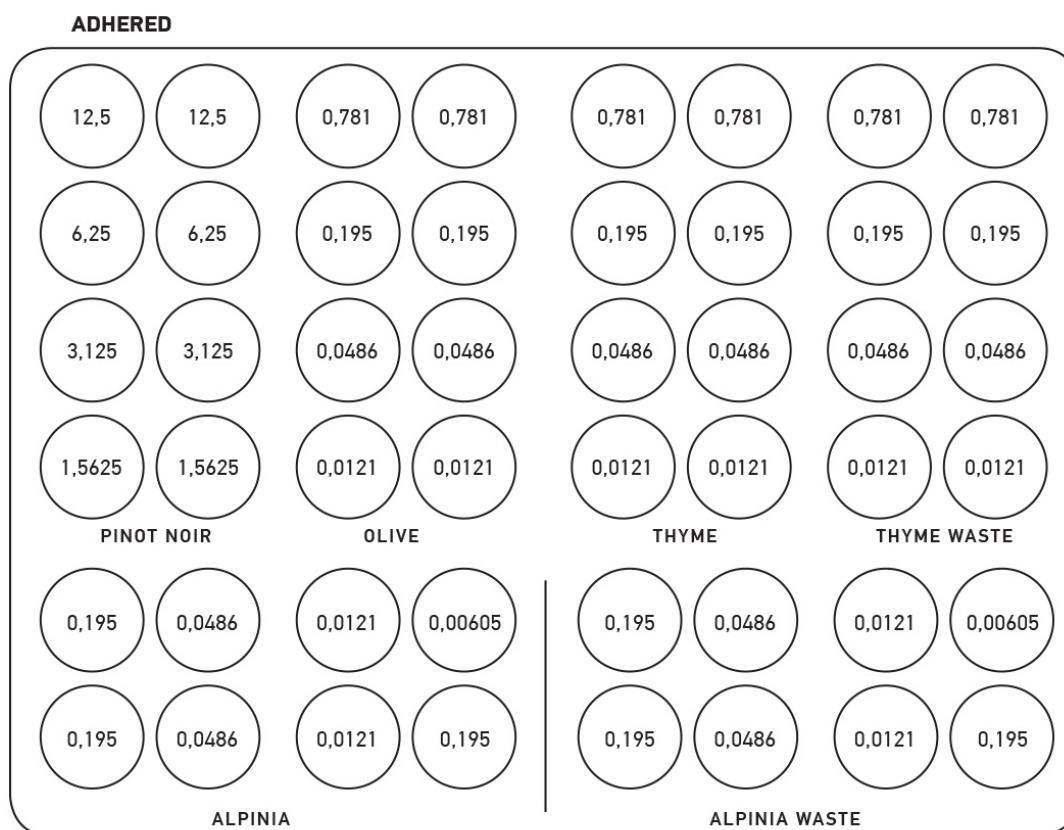 ADHERED
12,5 12,5 0,781 0,781 0,781 0,781 0,781 0,781
6,25 6,25 0,195 0,195 0,195 0,195 0,195 0,195
3,125 3,125 0,0486 0,0486 0,0486 0,0486 0,0486 0,0486
1,5625 1,5625 0,0121 0,0121 0,0121 0,0121 0,0121 0,0121
PINOT NOIR OLIVE THYME THYME WASTE
0,195 0,0486 0,0121 0,00605 0,195 0,0486 0,0121 0,00605
0,195 0,0486 0,0121 0,195 0,195 0,0486 0,0121 0,195
ALPINIA ALPINIA WASTE